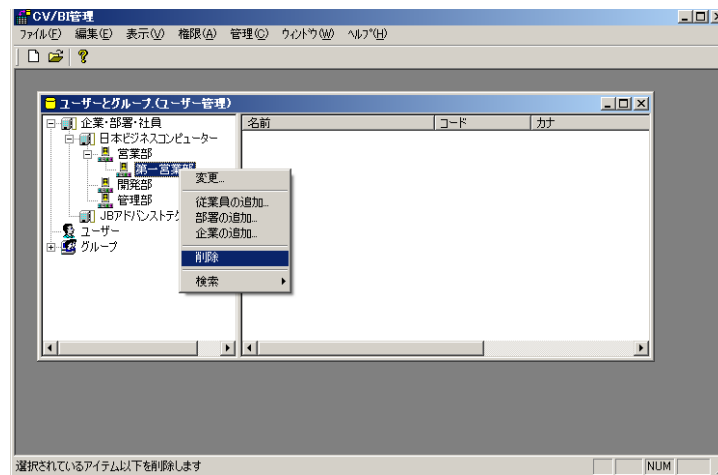 CV/BI管理
ファイル(F) 編集(E) 表示(V) 権限(A) 管理(C) ウィンドウ(W) ヘルプ(H)
ユーザーとグループ.(ユーザー管理)
企業・部署・社員
日本ビジネスコンピューター
営業部
第一営業部
開発部
管理部
JBアドバンストテク
ユーザー
グループ
名前 コード カナ
変更...
従業員の追加...
部署の追加...
企業の追加...
削除
検索
選択されているアイテム以下を削除します
NUM